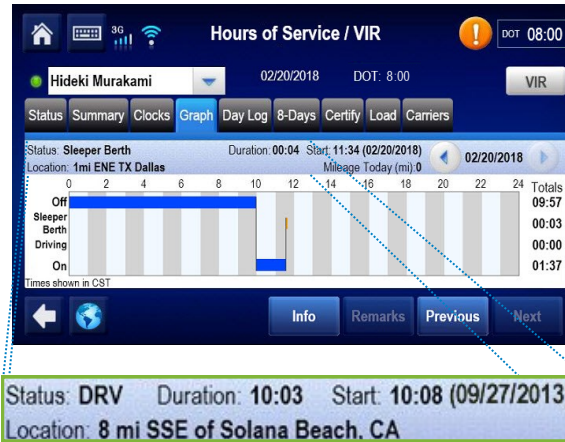 3G Hours of Service / VIR ! DOT 08:00
Hideki Murakami 02/20/2018 DOT: 8:00 VIR
Status Summary Clocks Graph Day Log 8-Days Certify Load Carriers
Status: Sleeper Berth Duration: 00:04 Start: 11:34 (02/20/2018)
Location: 1mi ENE TX Dallas Mileage Today (mi):0 02/20/2018
0 2 4 6 8 10 12 14 16 18 20 22 24 Totals
Off 09:57
Sleeper
Berth 00:03
Driving 00:00
On 01:37
Times shown in CST
Info Remarks Previous Next
Status: DRV Duration: 10:03 Start: 10:08 (09/27/2013
Location: 8 mi SSE of Solana Beach, CA